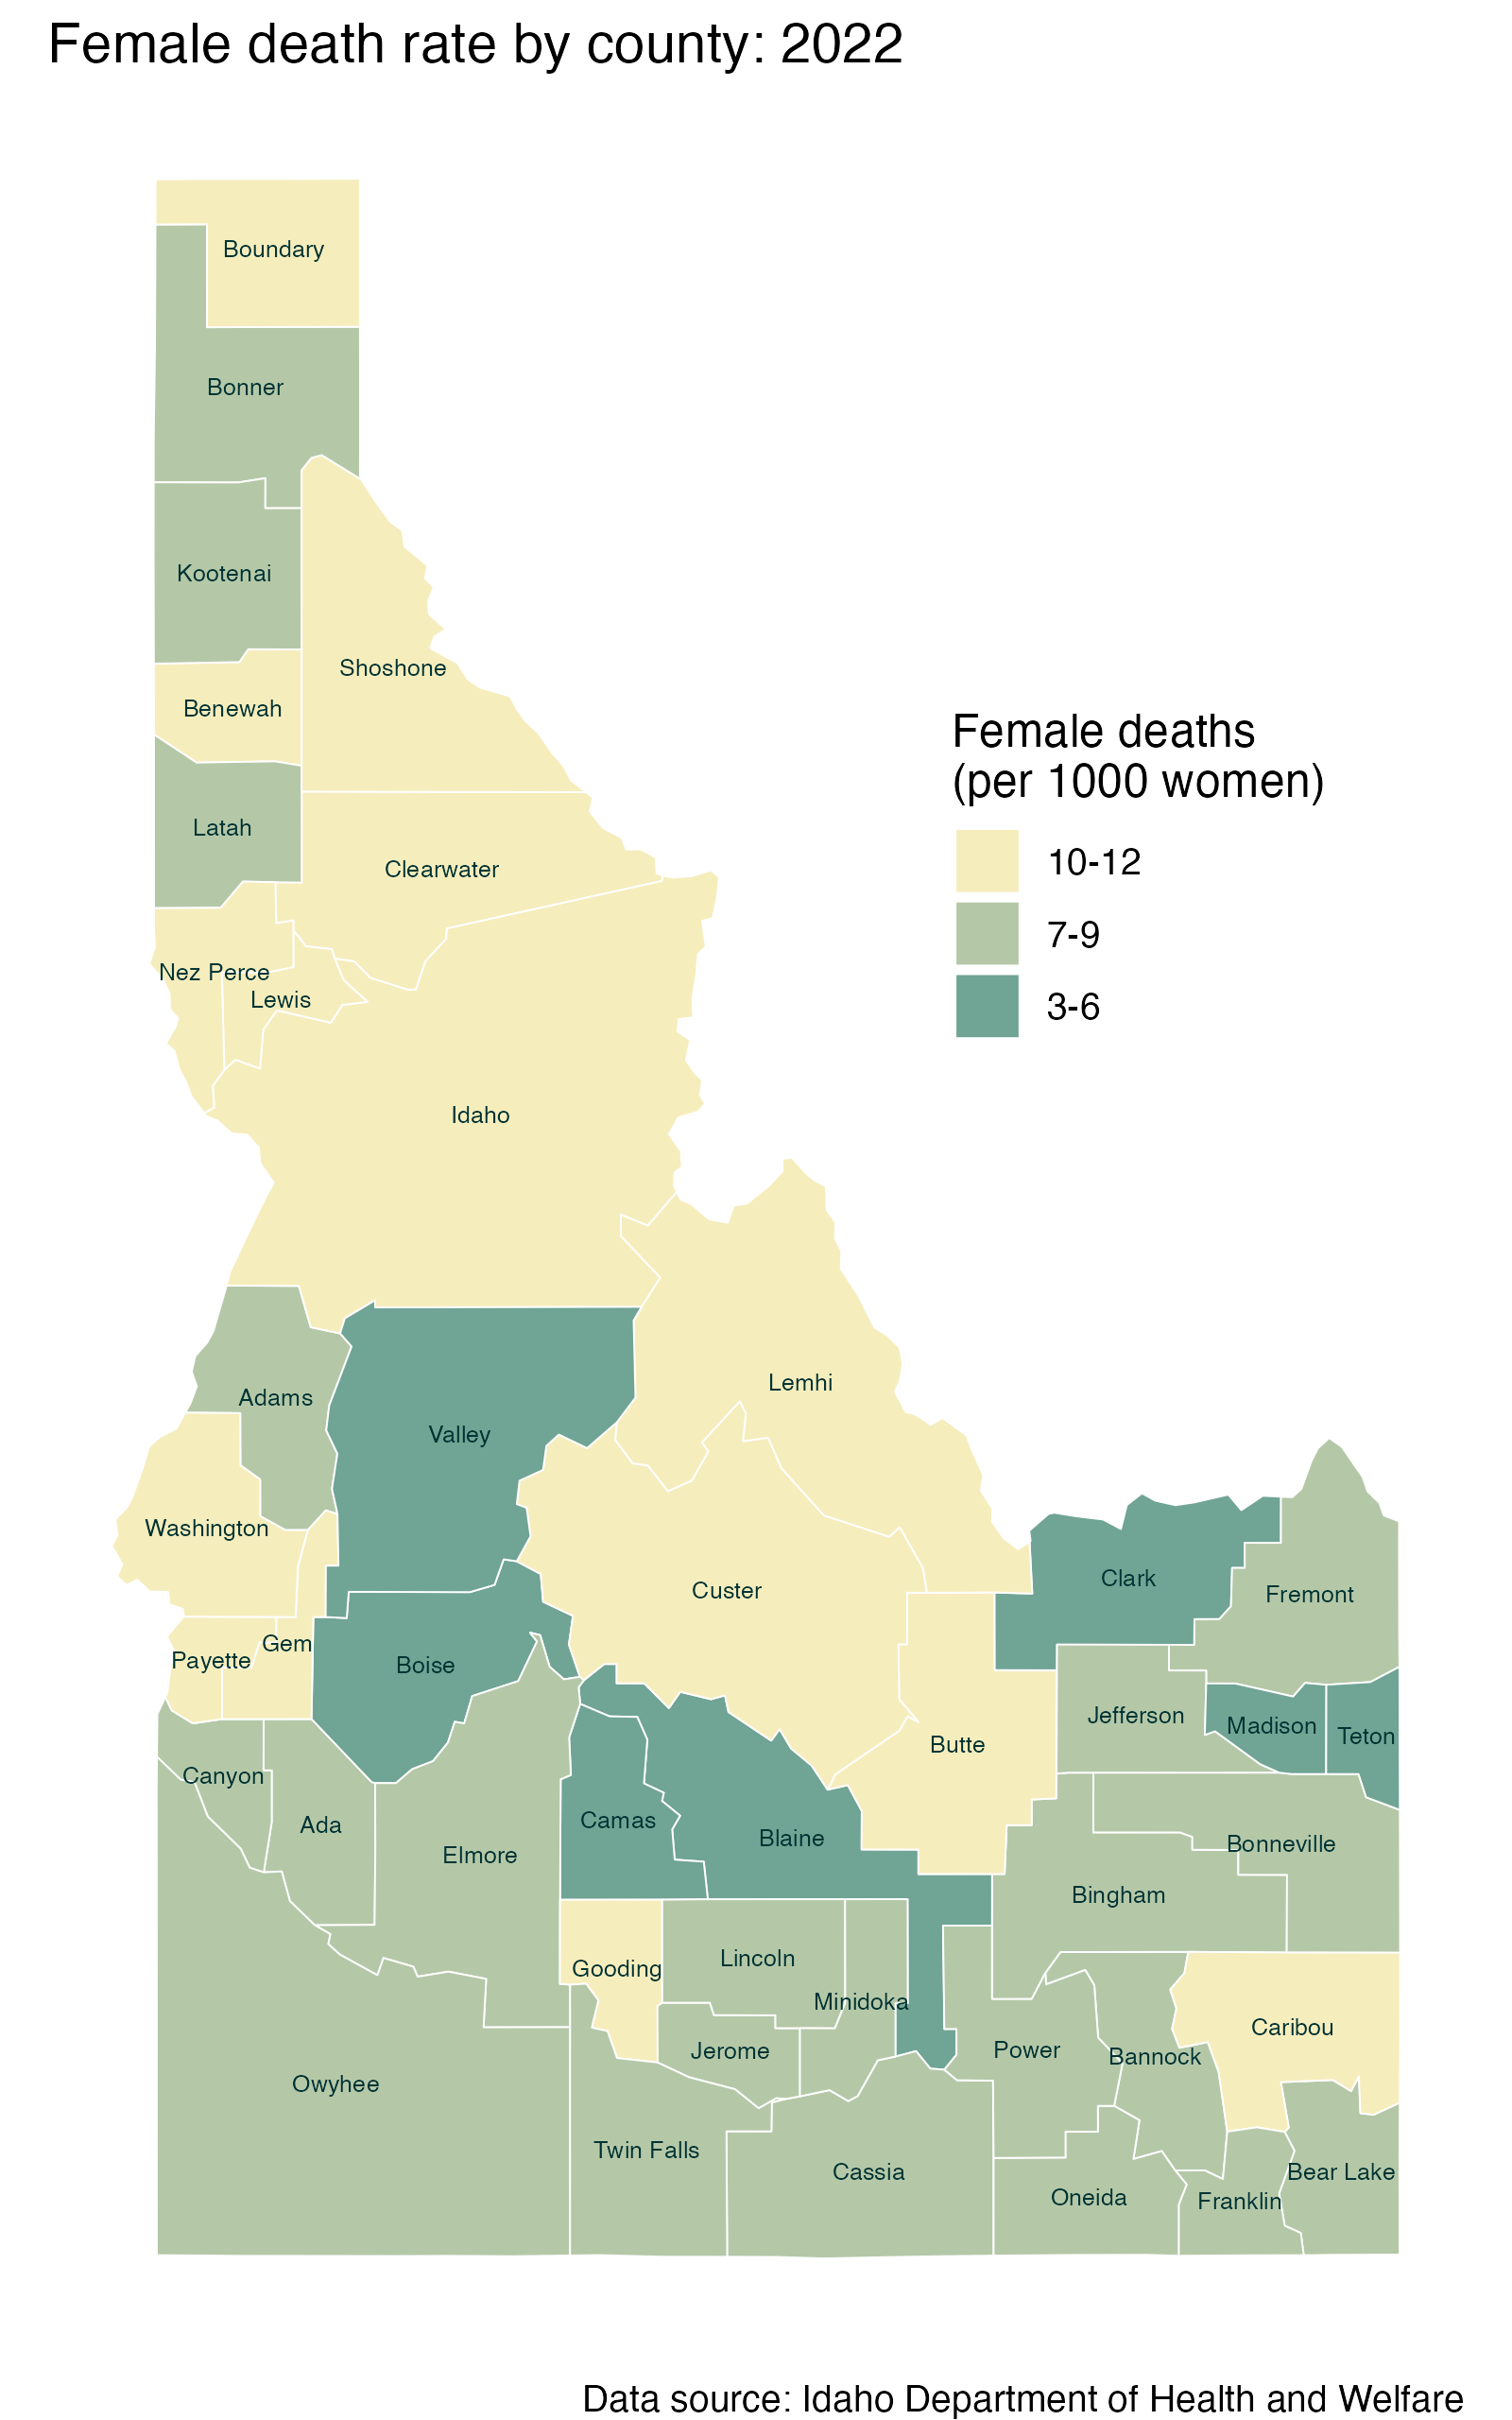 Female death rate by county: 2022
Boundary
Bonner
Kootenai
Shoshone
Benewah
Latah
Clearwater
Nez Perce
Lewis
Idaho
Female deaths
(per 1000 women)
10-12
7-9
3-6
Lemhi
Adams
Valley
Washington
Custer
Clark
Fremont
Gem
Payette
Boise
Jefferson
Madison
Teton
Butte
Canyon
Ada
Camas
Blaine
Elmore
Bonneville
Bingham
Lincoln
Gooding
Minidoka
Caribou
Jerome
Power
Bannock
Owyhee
Twin Falls
Cassia
Bear Lake
Oneida
Franklin
Data source: Idaho Department of Health and Welfare